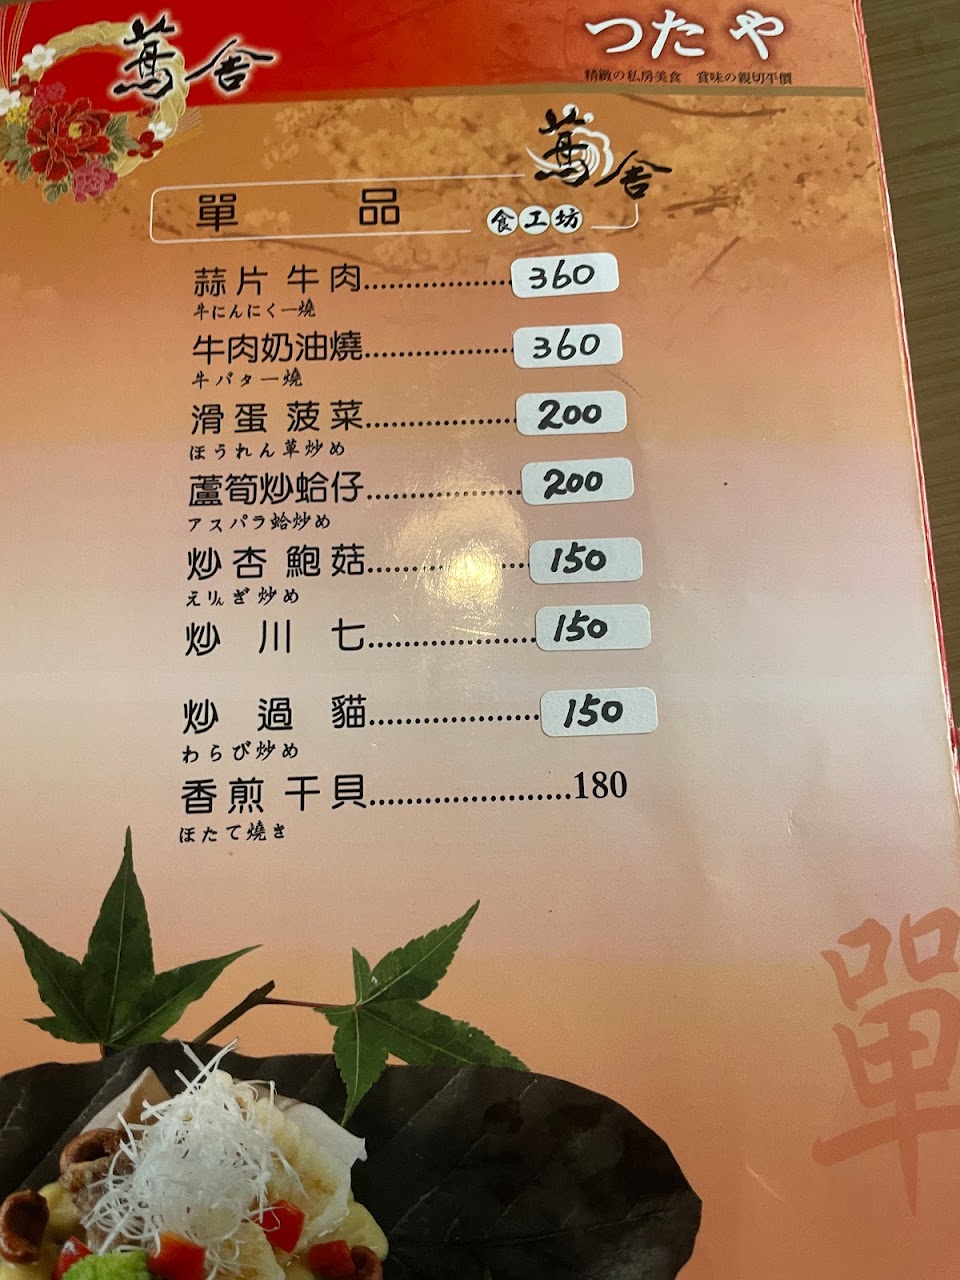 蔦舍
つたや
精緻の私房美食 賞味の親切平價
蔦舍
食工坊
單品
蒜片牛肉......................360
牛にんにくー燒
牛肉奶油燒......................360
牛バター燒
滑蛋菠菜......................200
ほうれん草炒め
蘆筍炒蛤仔......................200
アスパラ蛤炒め
炒杏鮑菇......................150
えりんぎ炒め
炒川七......................150
炒過貓......................150
わらび炒め
香煎干貝......................180
ほたて燒き
單